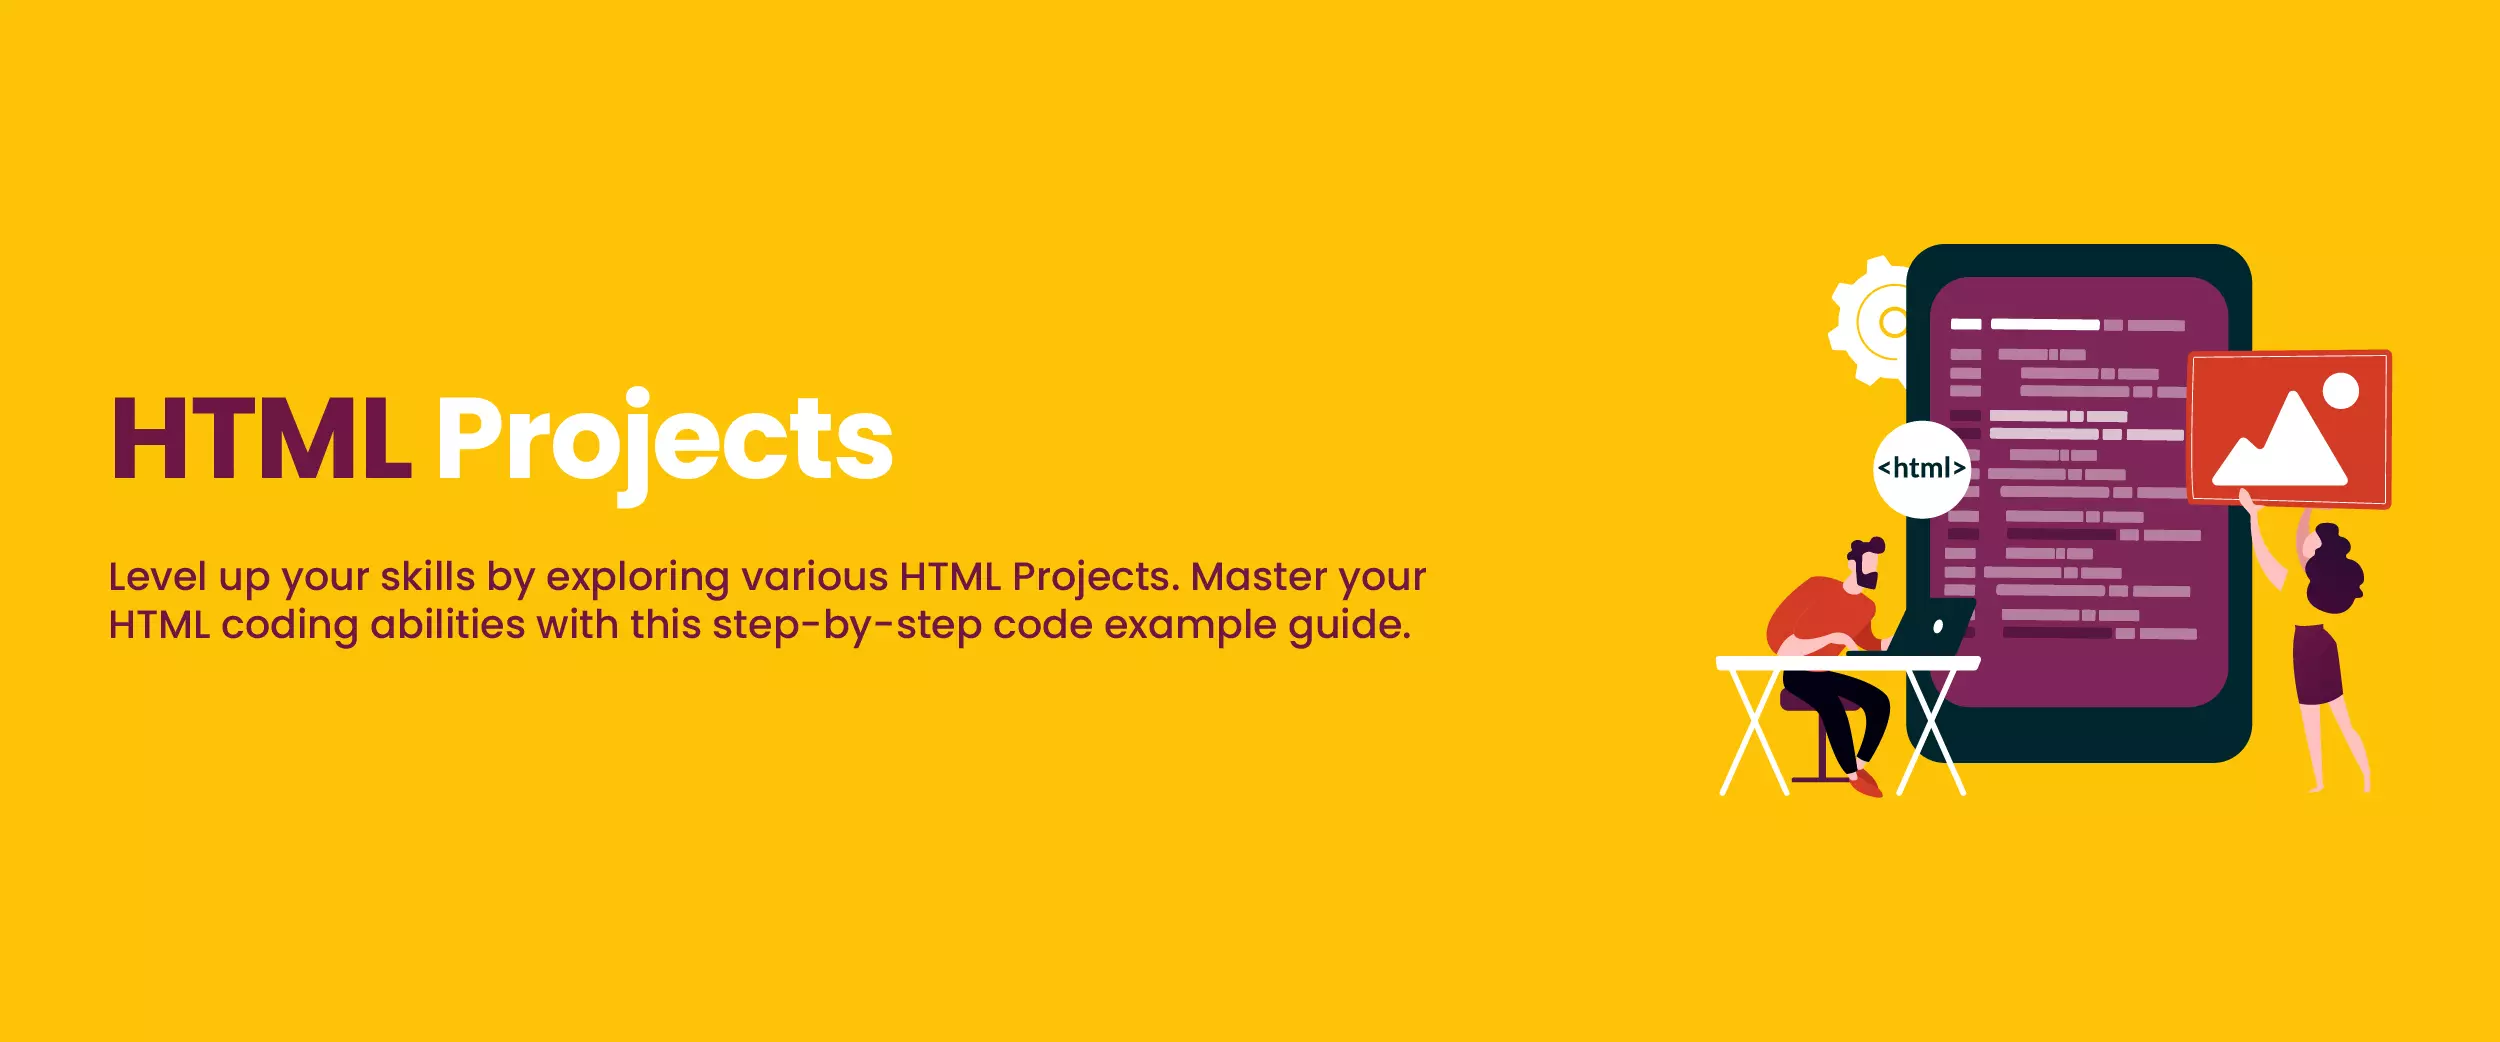 HTML Projects
Level up your skills by exploring various HTML Projects. Master your
HTML coding abilities with this step-by-step code example guide.
<html>